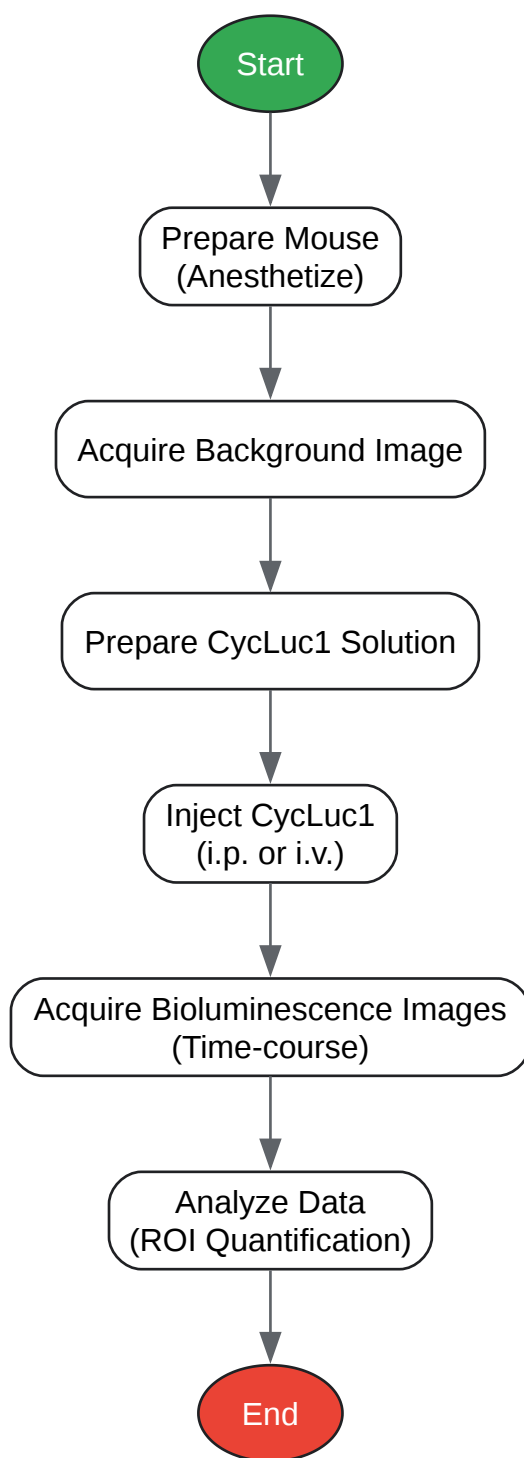 Start
Prepare Mouse
(Anesthetize)
Acquire Background Image
Prepare CycLuc1 Solution
Inject CycLuc1
(i.p. or i.v.)
Acquire Bioluminescence Images
(Time-course)
Analyze Data
(ROI Quantification)
End